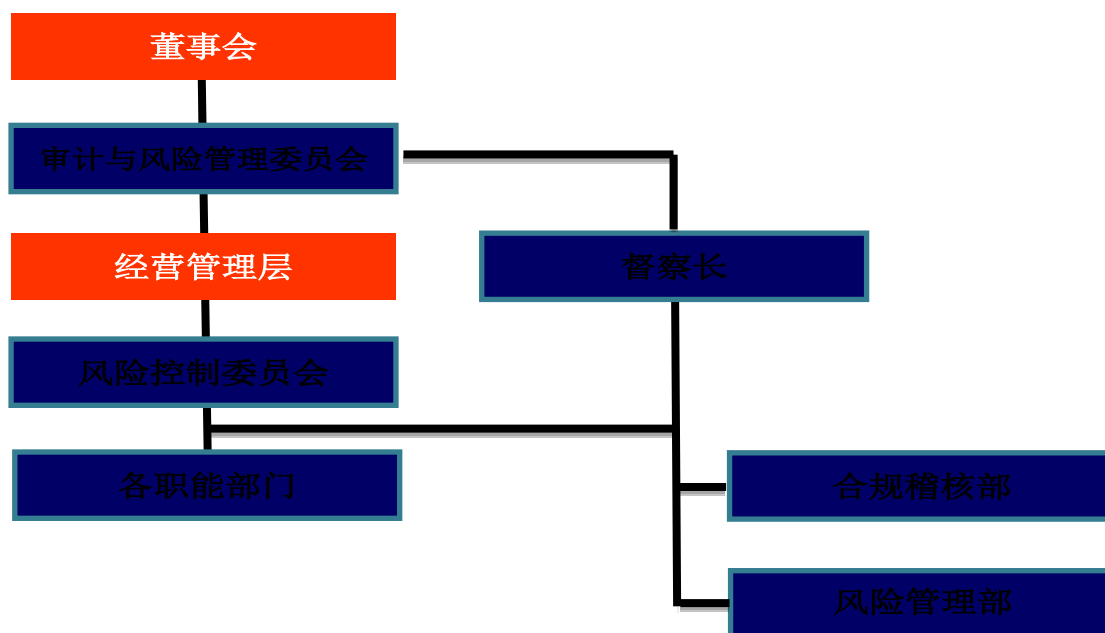 董事会
审计与风险管理委员会
经营管理层
督察长
风险控制委员会
各职能部门
合规稽核部
风险管理部